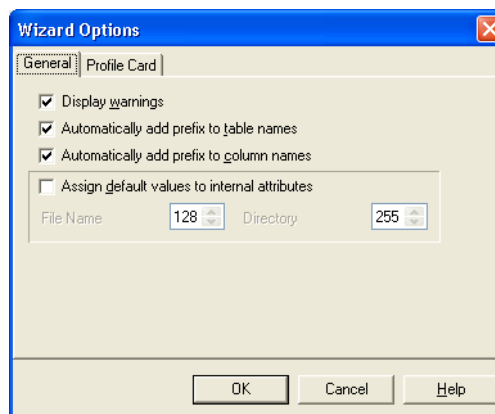 Wizard Options
General Profile Card
Display warnings
Automatically add prefix to table names
Automatically add prefix to column names
Assign default values to internal attributes
File Name 128 Directory 255
OK Cancel Help